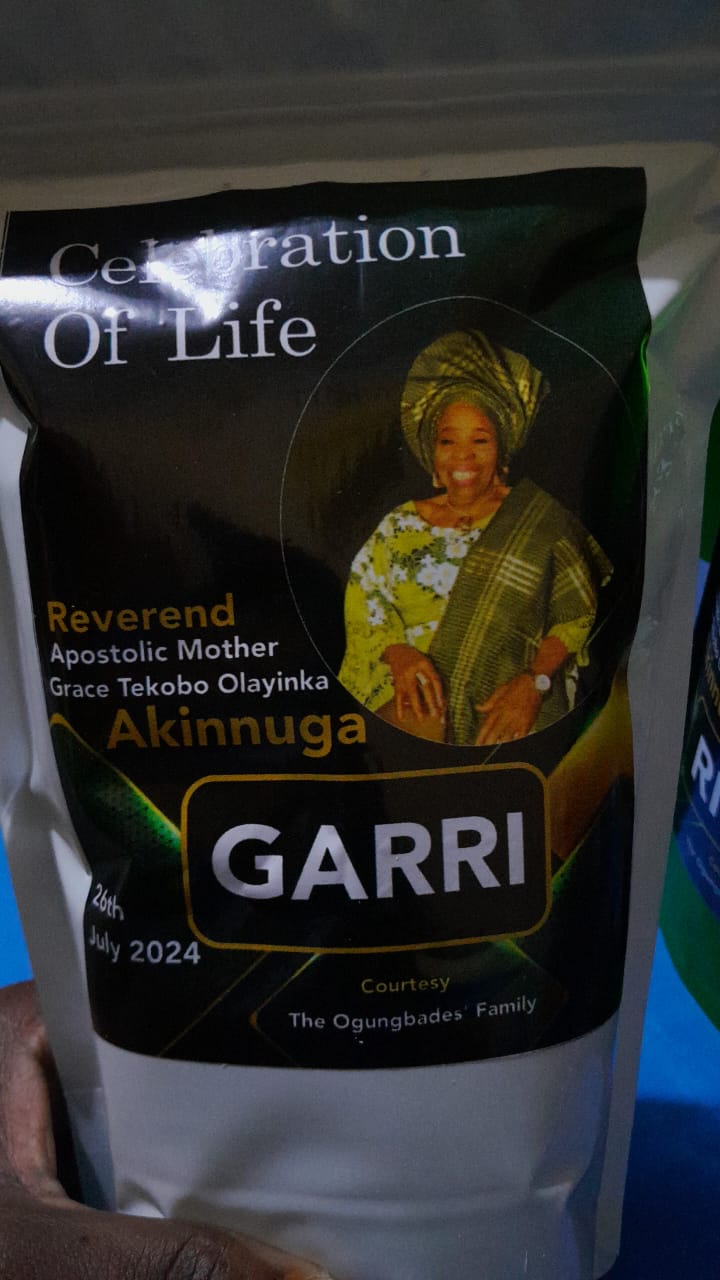 Celebration
Of Life
Reverend
Apostolic Mother
Grace Tekobo Olayinka
Akinnuga
GARRI
26th
July 2024
Courtesy
The Ogungbades' Family